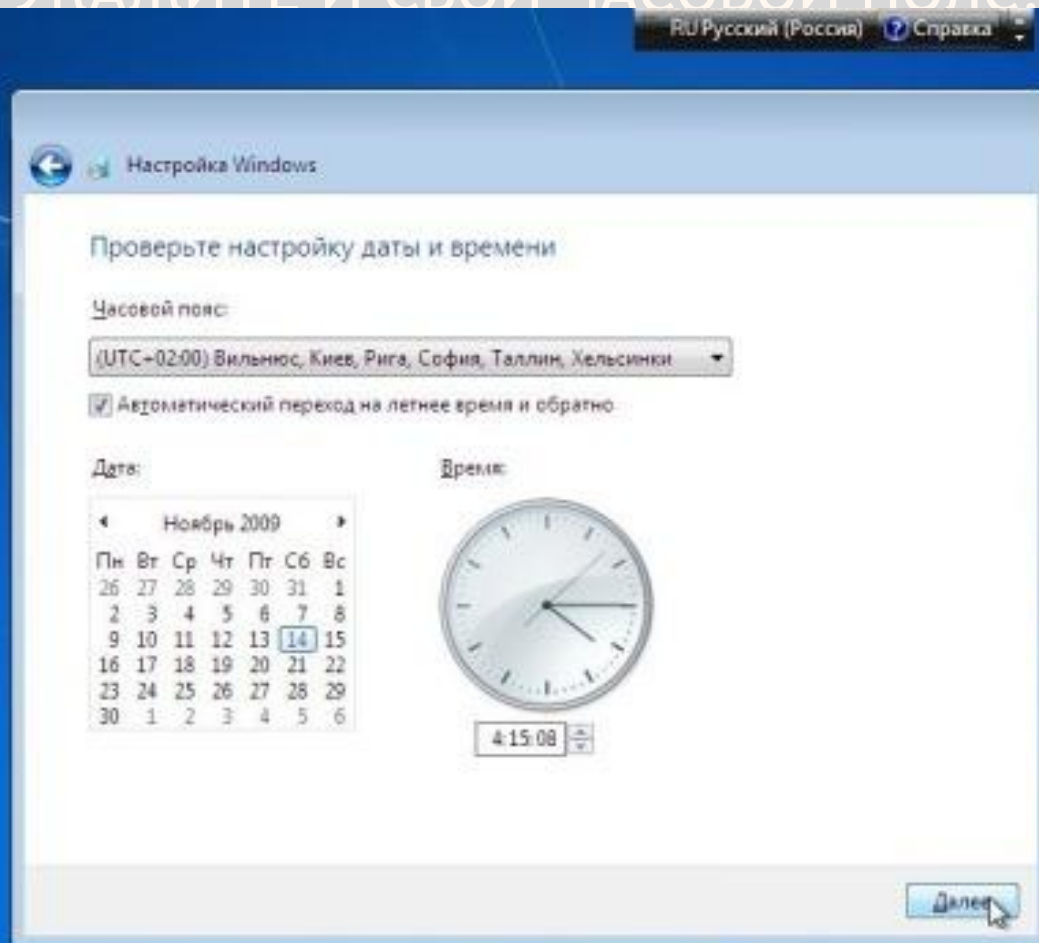 УКАЖИТЕ И СВОЙ ЧАСОВОЙ ПОЯС.
RU Русский (Россия) Справка
Настройка Windows
Проверьте настройку даты и времени
Часовой пояс:
(UTC+02:00) Вильнюс, Киев, Рига, София, Таллин, Хельсинки
Автоматический переход на летнее время и обратно
Дата: Время:
Ноябрь 2009
Пн Вт Ср Чт Пт Сб Вс
26 27 28 29 30 31 1
2 3 4 5 6 7 8
9 10 11 12 13 14 15
16 17 18 19 20 21 22
23 24 25 26 27 28 29
30 1 2 3 4 5 6
4:15:08
Далее